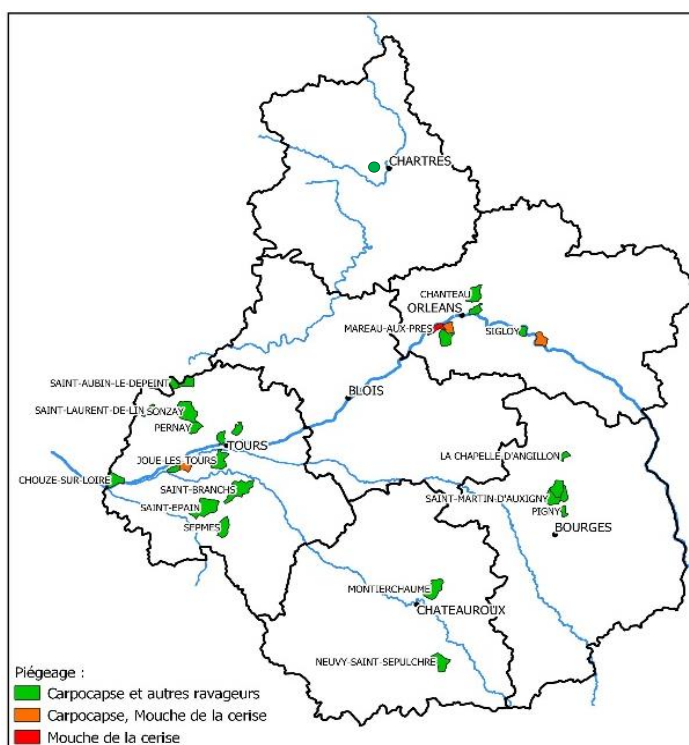 CHARTRES
CHANTEAU
ORLEANS
MAREAU-AUX-PRES
SIGLOY
SAINT-AUBIN-LE-DEPEINT
BLOIS
SAINT-LAURENT-DE-LIN
SONZAY
PERNAY
TOURS
LA CHAPELLE D'ANGILLON
JOUE-LES TOURS
CHOUZE-SUR-LOIRE
SAINT-BRANCHS
SAINT-MARTIN-D'AUXIGNY
SAINT-EPAIN
PIGNY
SEPMES
BOURGES
MONTIERCHAUME
CHATEAUROUX
NEUVY-SAINT-SEPULCHRE
Piégeage :
Carpocapse et autres ravageurs
Carpocapse, Mouche de la cerise
Mouche de la cerise